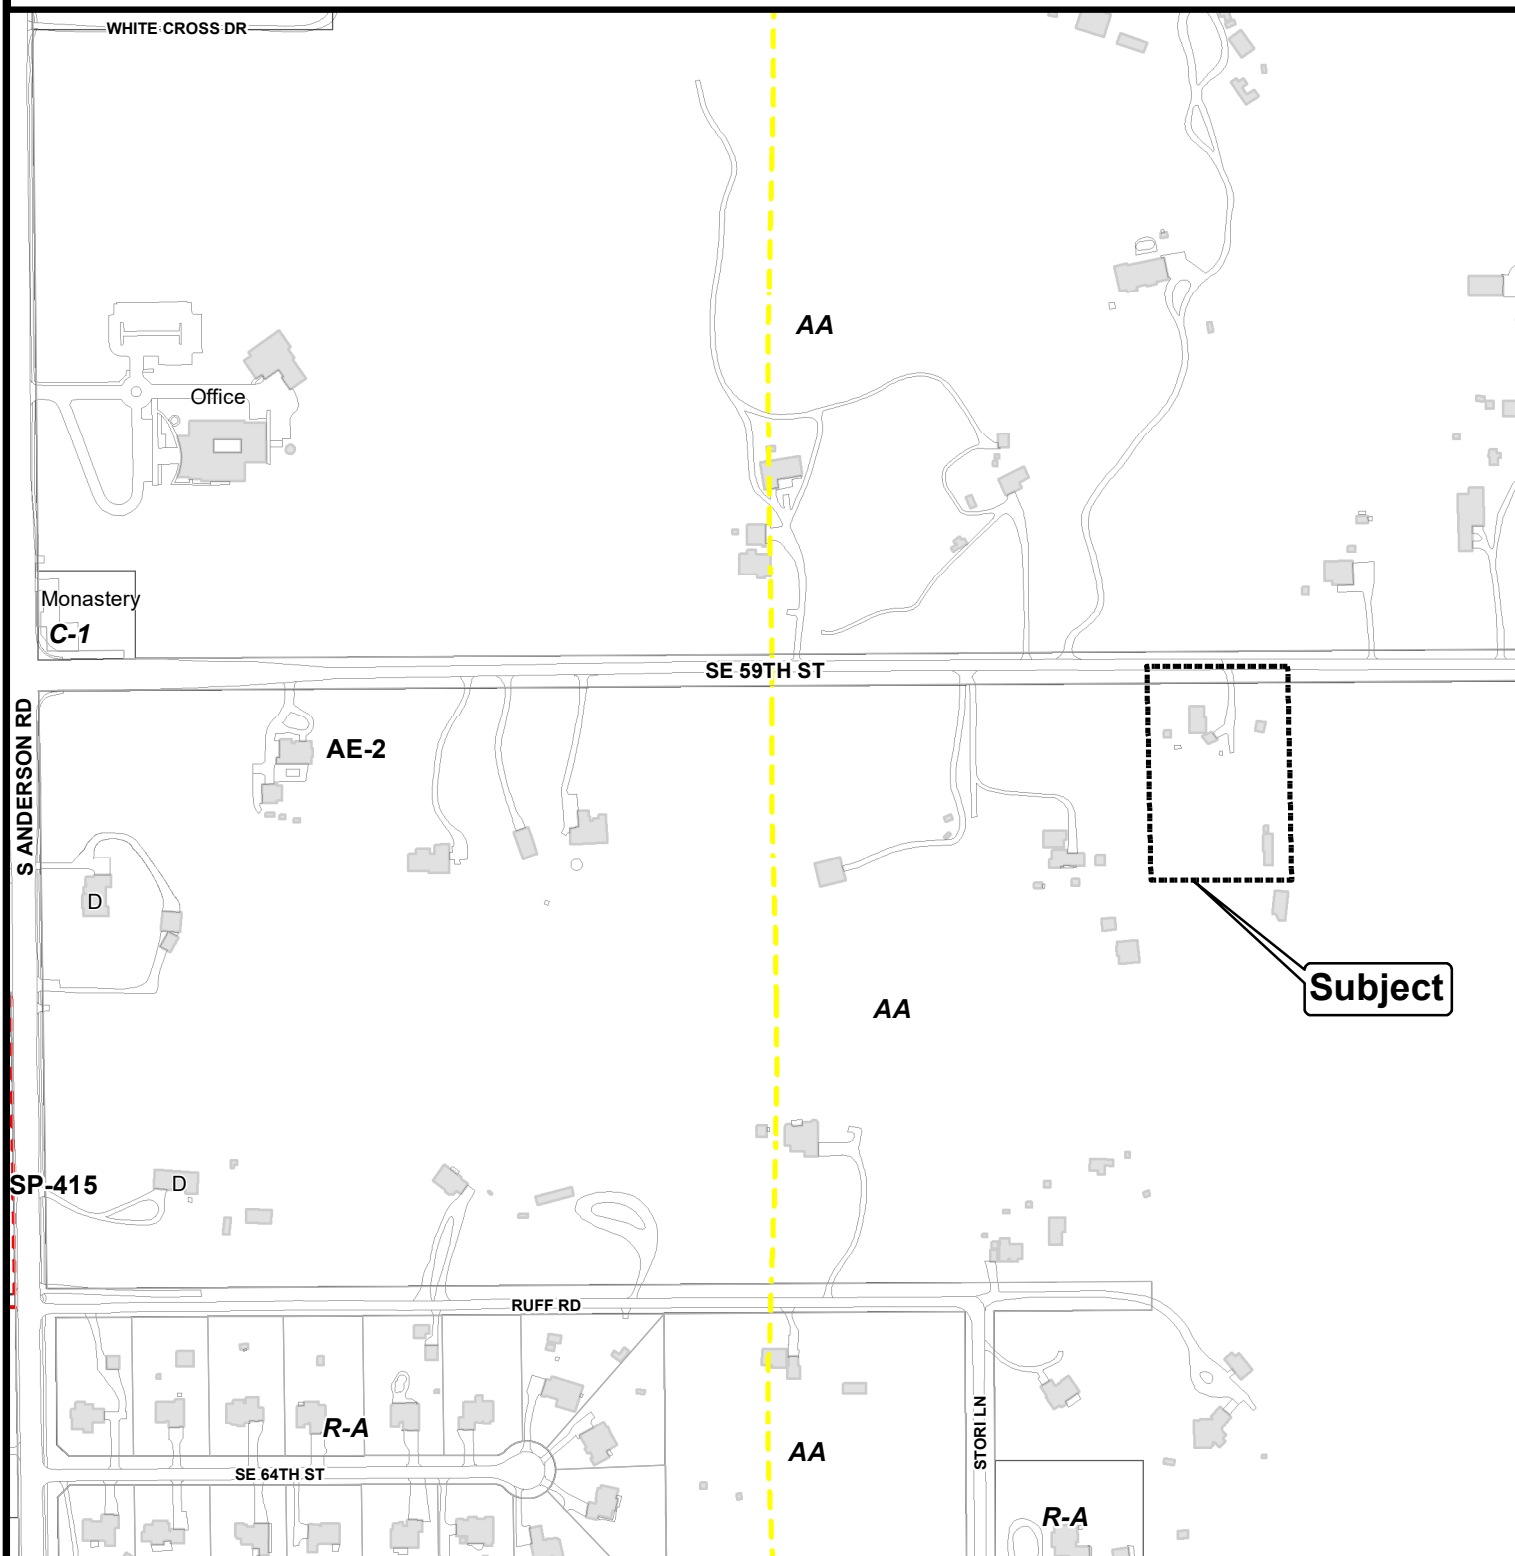 WHITE CROSS DR
AA
Office
Monastery
C-1
SE 59TH ST
S ANDERSON RD
AE-2
D
Subject
AA
SP-415
D
RUFF RD
R-A
STORI LN
AA
SE 64TH ST
R-A